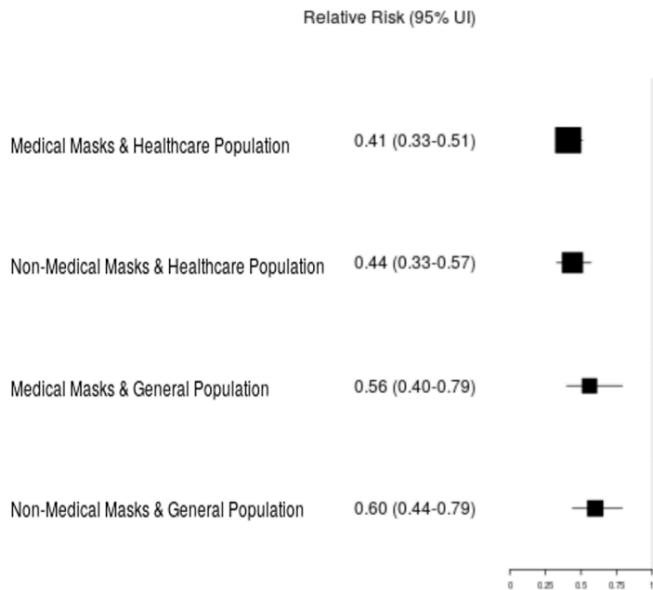 Relative Risk (95% UI)
Medical Masks & Healthcare Population 0.41 (0.33-0.51)
Non-Medical Masks & Healthcare Population 0.44 (0.33-0.57)
Medical Masks & General Population 0.56 (0.40-0.79)
Non-Medical Masks & General Population 0.60 (0.44-0.79)
0 0.25 0.5 0.75 1